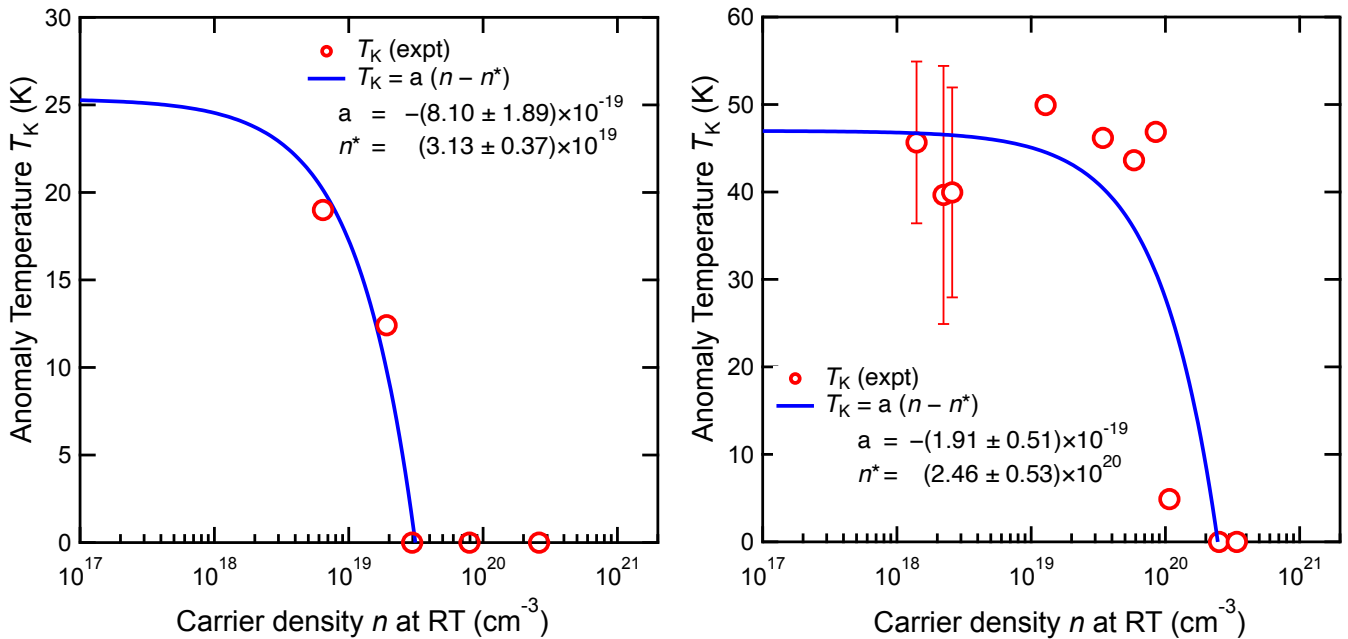 30
25
20
15
10
5
0
Anomaly Temperature T_K (K)
T_K (expt)
T_K = a (n – n*)
a = –(8.10 ± 1.89)×10^-19
n* = (3.13 ± 0.37)×10^19
10^17 10^18 10^19 10^20 10^21
Carrier density n at RT (cm^-3)
60
50
40
30
20
10
0
Anomaly Temperature T_K (K)
T_K (expt)
T_K = a (n – n*)
a = –(1.91 ± 0.51)×10^-19
n* = (2.46 ± 0.53)×10^20
10^17 10^18 10^19 10^20 10^21
Carrier density n at RT (cm^-3)